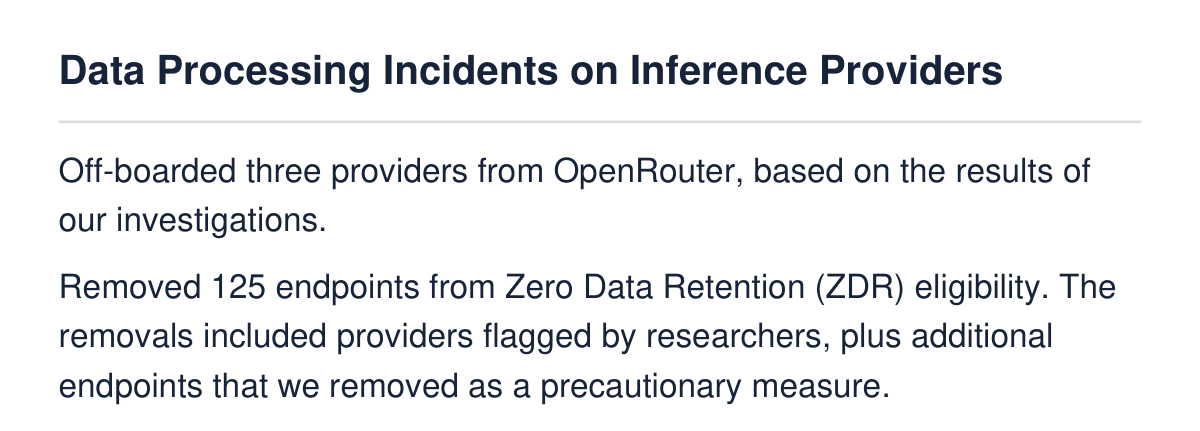 Data Processing Incidents on Inference Providers
Off-boarded three providers from OpenRouter, based on the results of
our investigations.
Removed 125 endpoints from Zero Data Retention (ZDR) eligibility. The
removals included providers flagged by researchers, plus additional
endpoints that we removed as a precautionary measure.